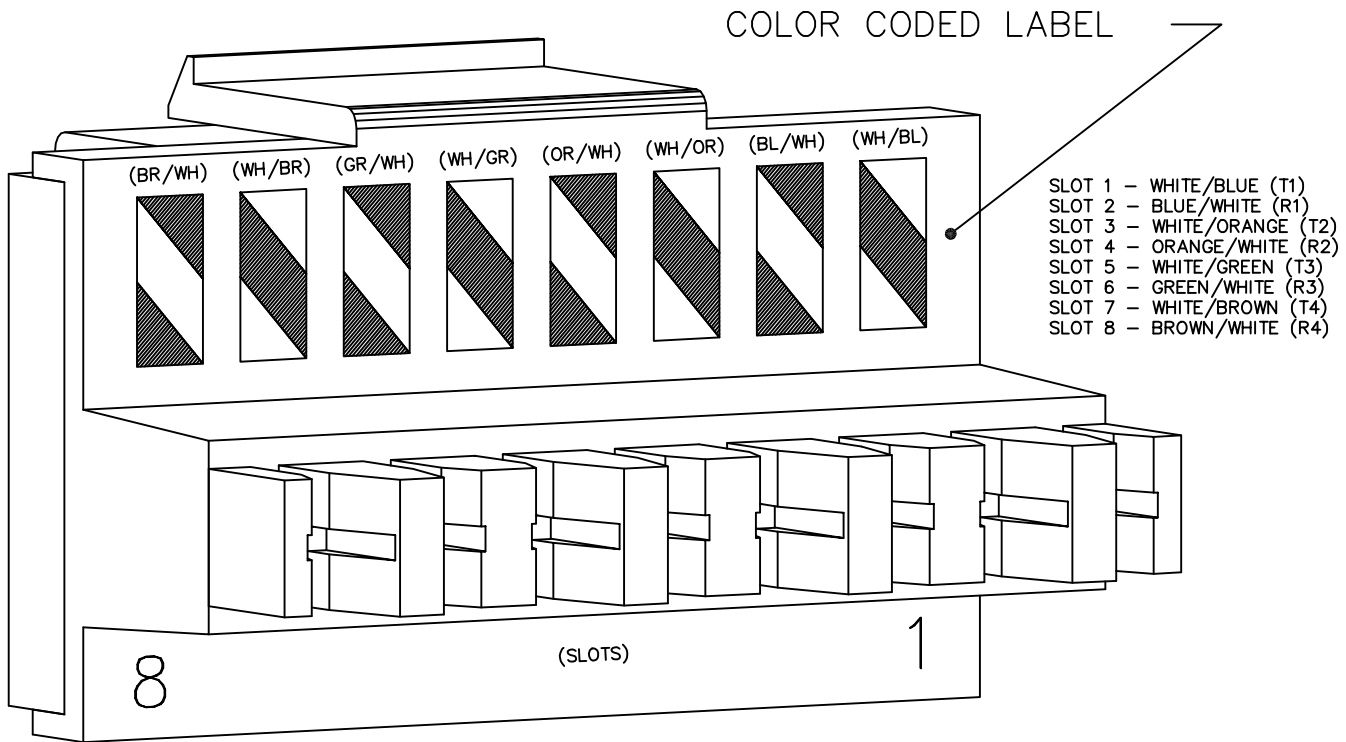 COLOR CODED LABEL
(BR/WH) (WH/BR) (GR/WH) (WH/GR) (OR/WH) (WH/OR) (BL/WH) (WH/BL)
SLOT 1 – WHITE/BLUE (T1)
SLOT 2 – BLUE/WHITE (R1)
SLOT 3 – WHITE/ORANGE (T2)
SLOT 4 – ORANGE/WHITE (R2)
SLOT 5 – WHITE/GREEN (T3)
SLOT 6 – GREEN/WHITE (R3)
SLOT 7 – WHITE/BROWN (T4)
SLOT 8 – BROWN/WHITE (R4)
8 (SLOTS) 1